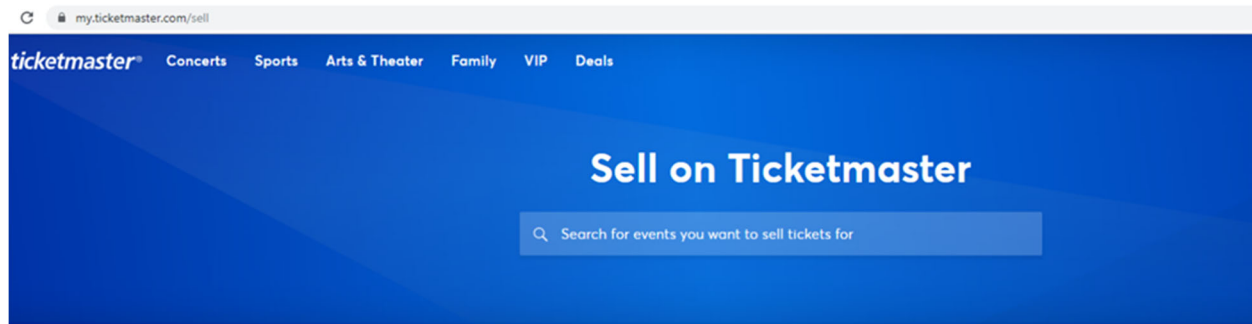 my.ticketmaster.com/sell
ticketmaster® Concerts Sports Arts & Theater Family VIP Deals
Sell on Ticketmaster
Search for events you want to sell tickets for